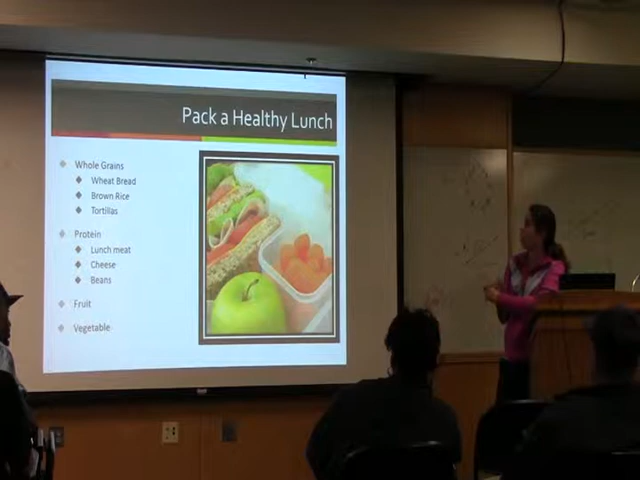 Pack a Healthy Lunch
Whole Grains
Wheat Bread
Brown Rice
Tortillas
Protein
Lunch meat
Cheese
Beans
Fruit
Vegetable